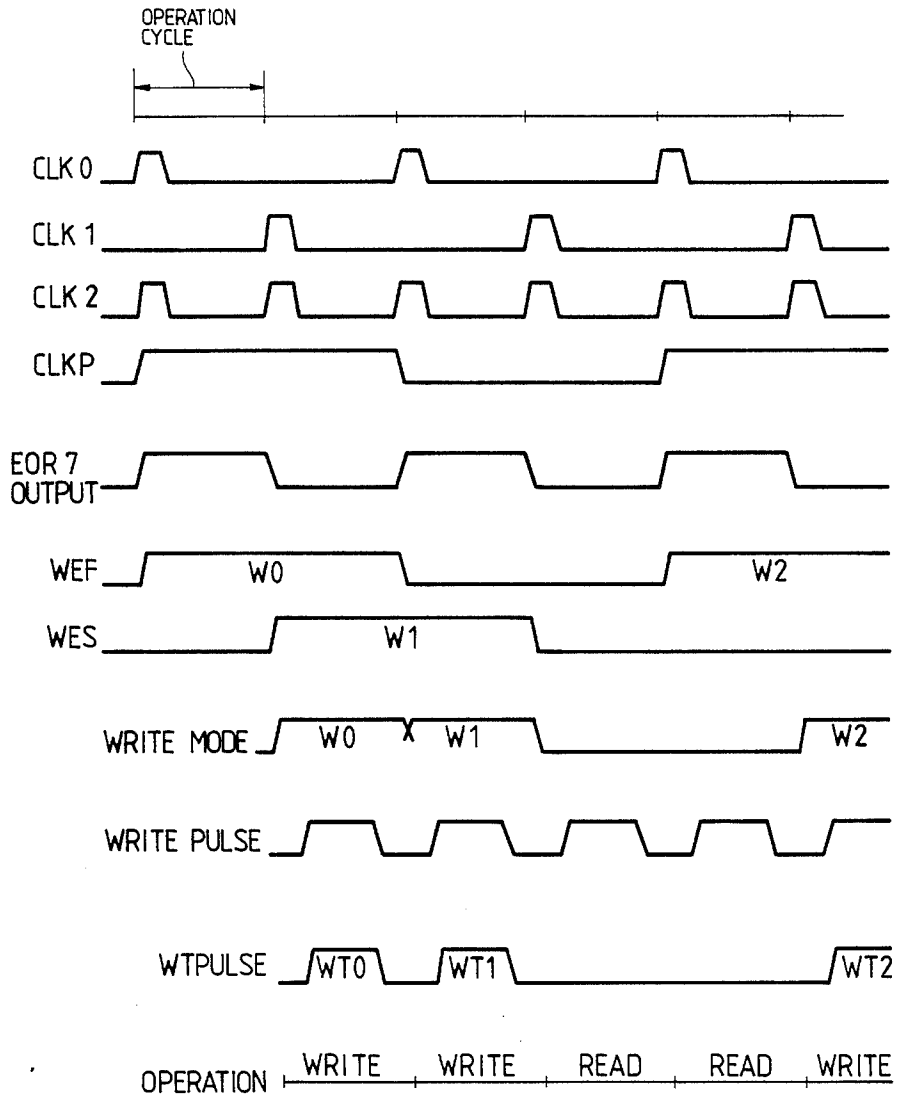 OPERATION
CYCLE
CLK 0
CLK 1
CLK 2
CLKP
EOR 7
OUTPUT
WEF
W0
W2
WES
W1
WRITE MODE
W0
W1
W2
WRITE PULSE
WTPULSE
WT0
WT1
WT2
OPERATION
WRITE
WRITE
READ
READ
WRITE